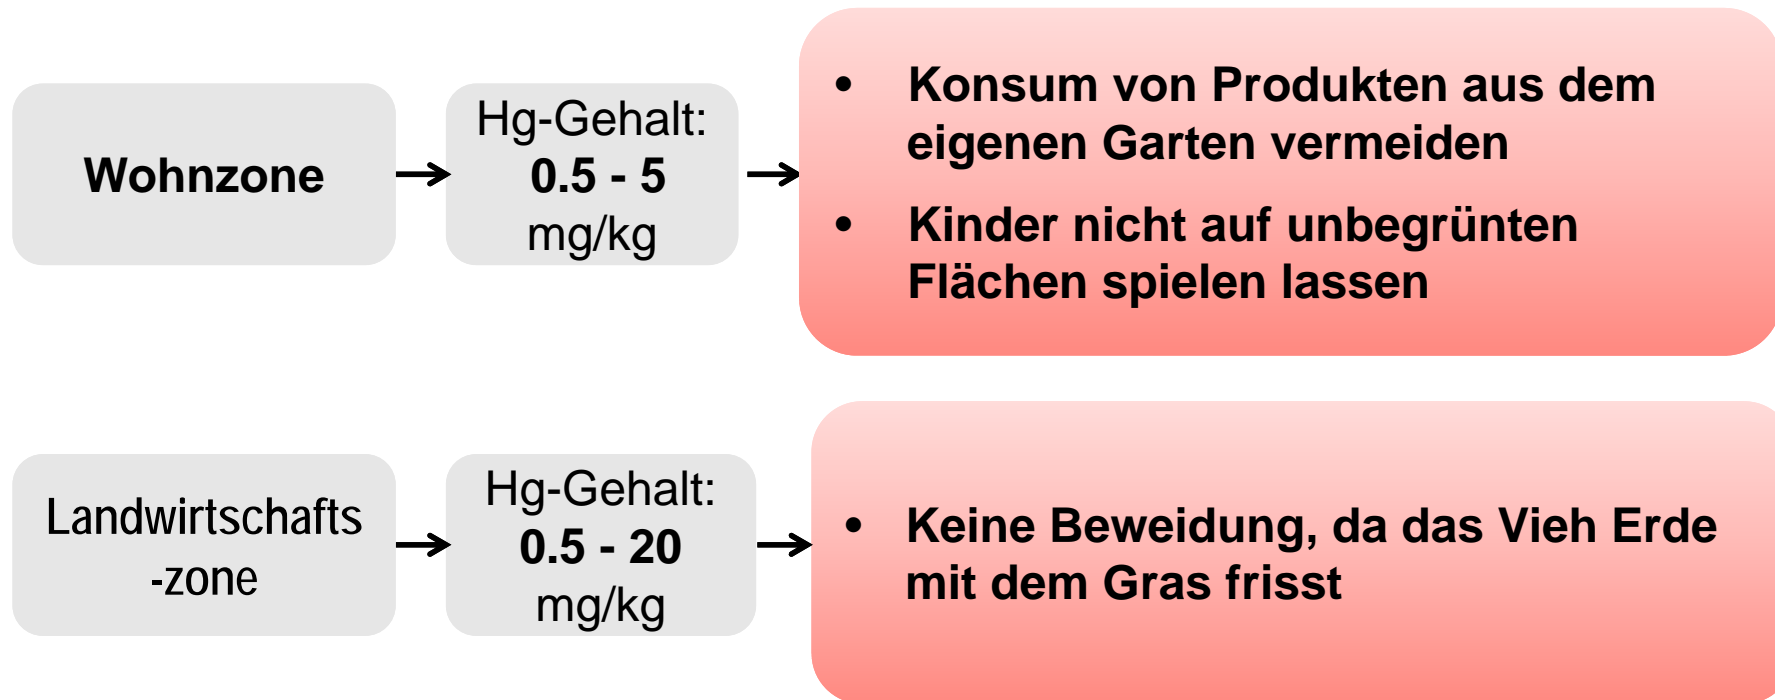 Wohnzone
Hg-Gehalt:
0.5 - 5
mg/kg
• Konsum von Produkten aus dem
eigenen Garten vermeiden
• Kinder nicht auf unbegrünten
Flächen spielen lassen
Landwirtschafts
-zone
Hg-Gehalt:
0.5 - 20
mg/kg
• Keine Beweidung, da das Vieh Erde
mit dem Gras frisst